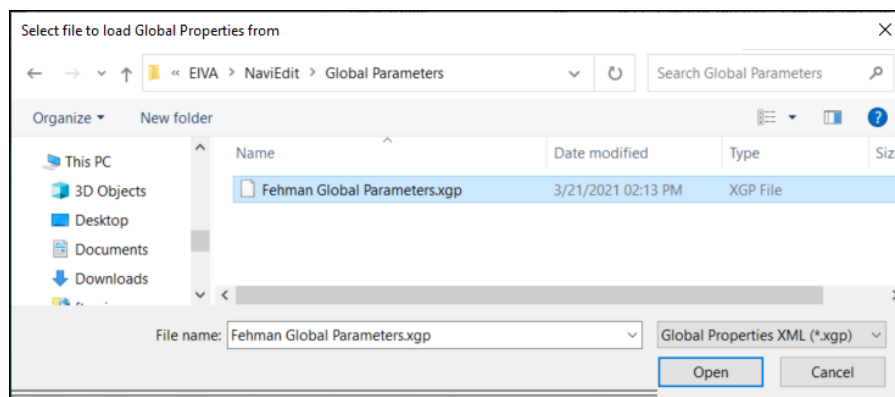 Select file to load Global Properties from
« EIVA > NaviEdit > Global Parameters
Search Global Parameters
Organize
New folder
Name
Date modified
Type
Siz
This PC
3D Objects
Desktop
Documents
Downloads
Fehman Global Parameters.xgp
3/21/2021 02:13 PM
XGP File
File name:
Fehman Global Parameters.xgp
Global Properties XML (*.xgp)
Open
Cancel